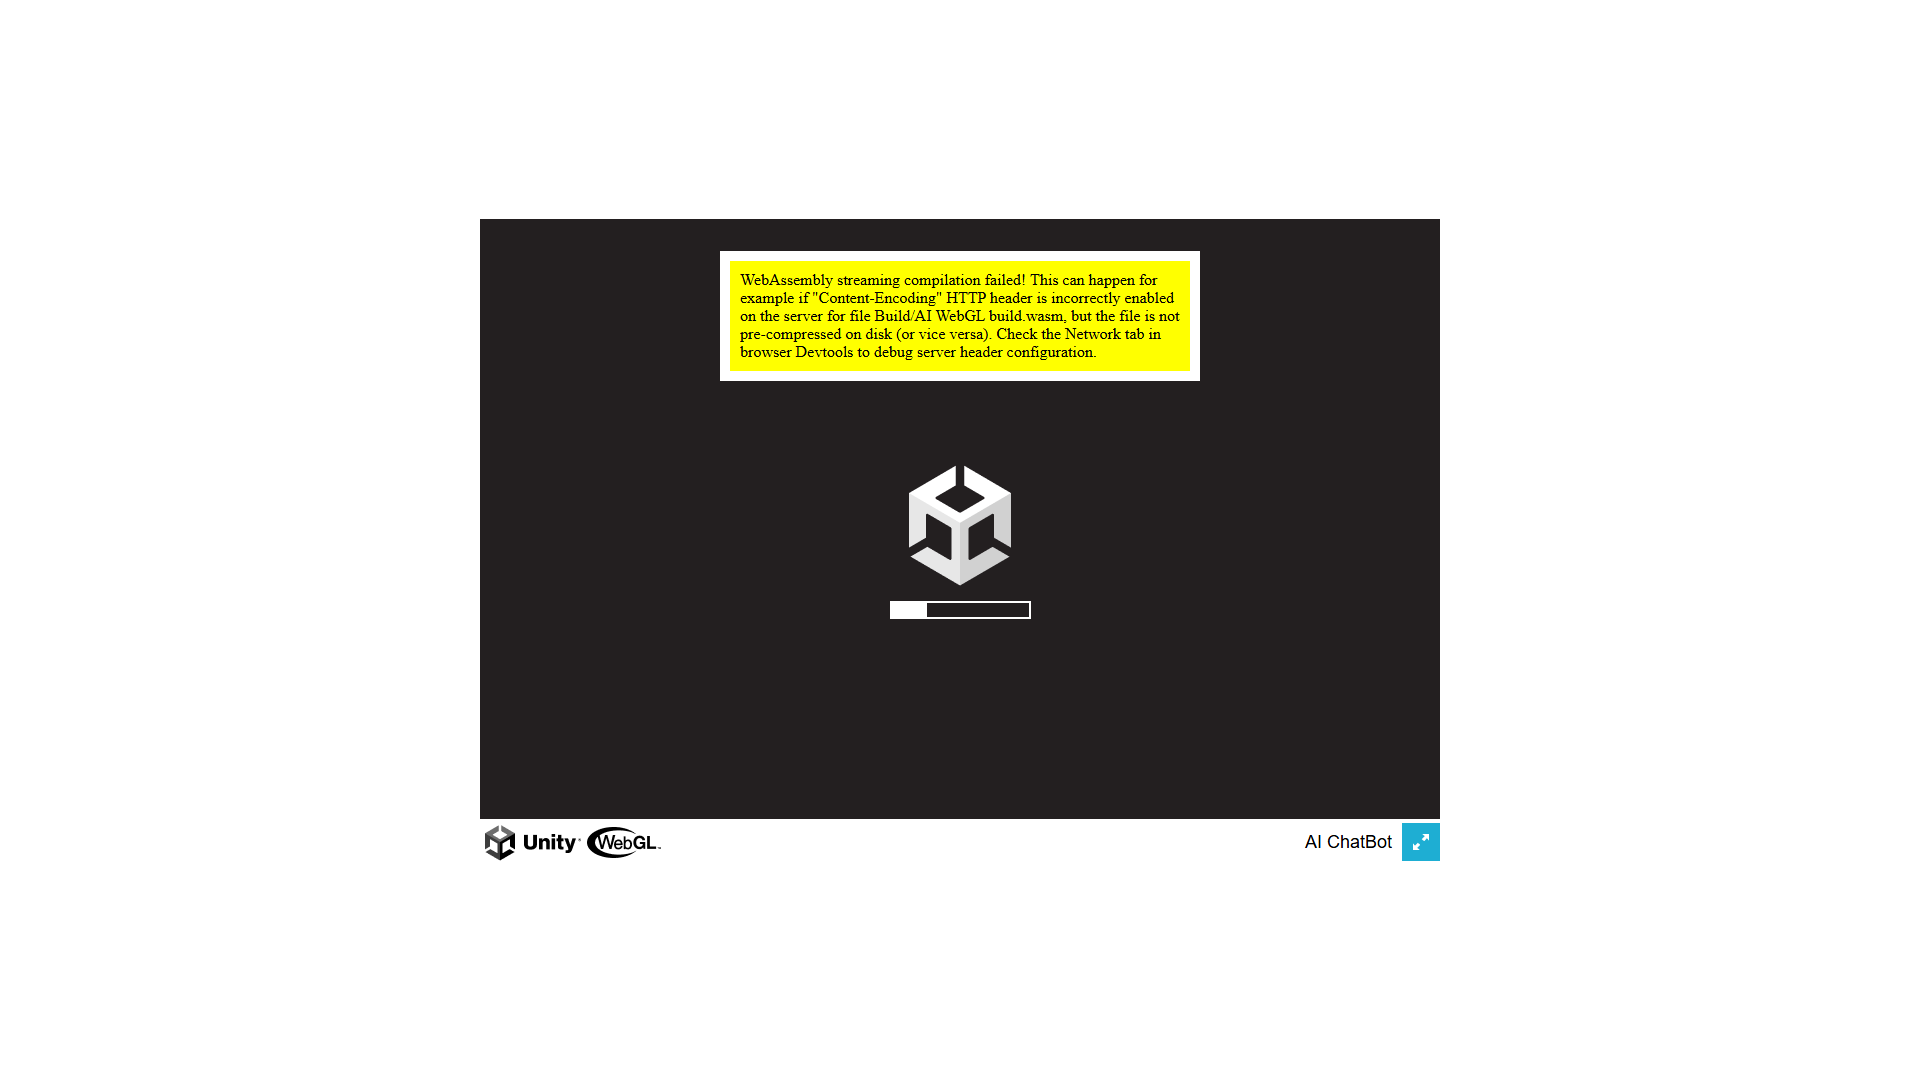 WebAssembly streaming compilation failed! This can happen for
example if "Content-Encoding" HTTP header is incorrectly enabled
on the server for file Build/AI WebGL build.wasm, but the file is not
pre-compressed on disk (or vice versa). Check the Network tab in
browser Devtools to debug server header configuration.
Unity WebGL™
AI ChatBot